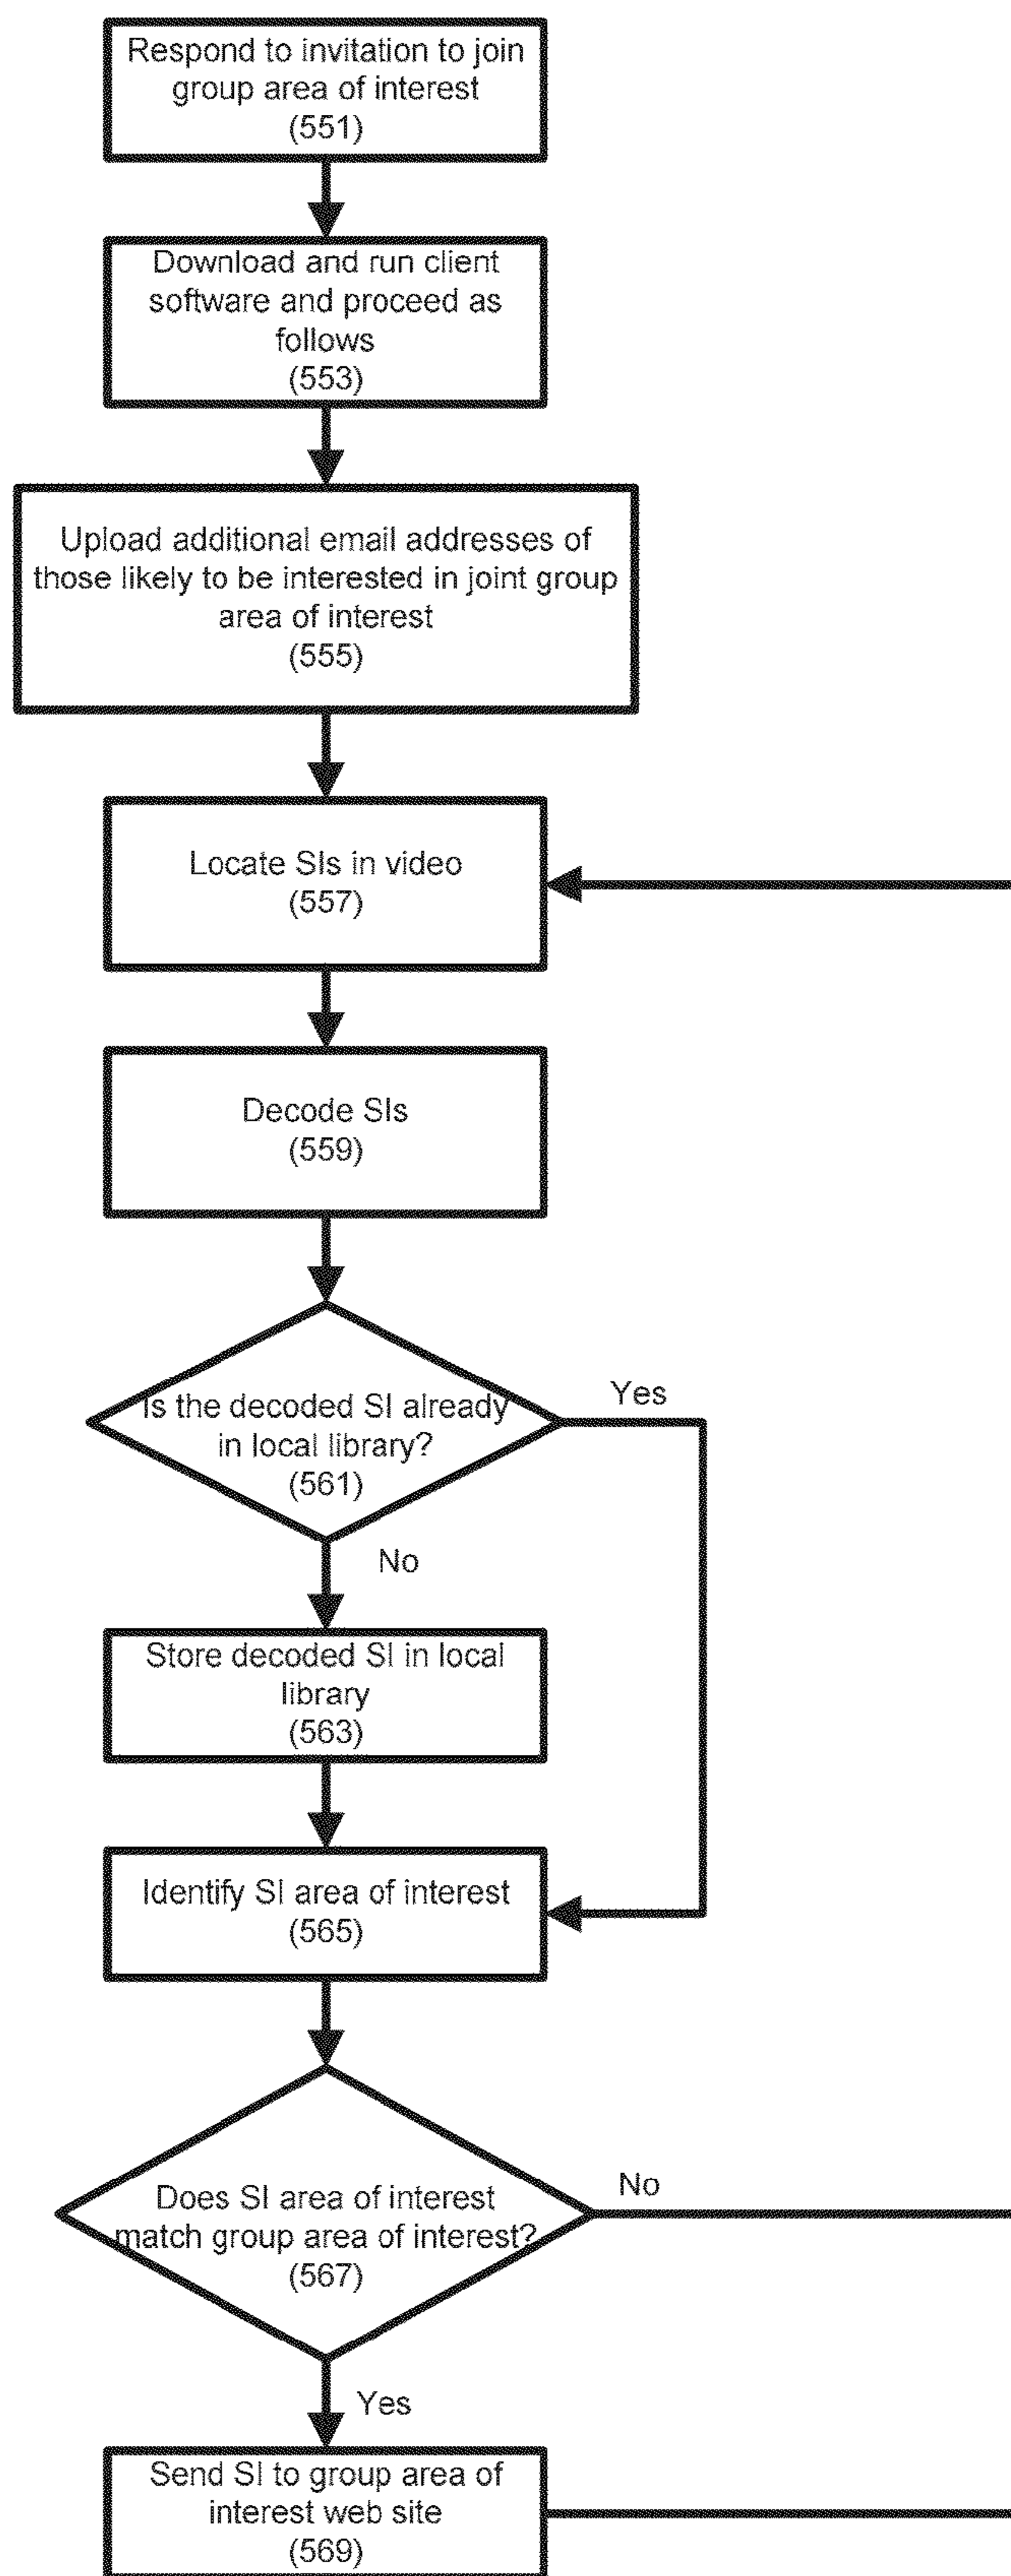 Respond to invitation to join
group area of interest
(551)
Download and run client
software and proceed as
follows
(553)
Upload additional email addresses of
those likely to be interested in joint group
area of interest
(555)
Locate SIs in video
(557)
Decode SIs
(559)
Is the decoded SI already
in local library?
(561)
Yes
No
Store decoded SI in local
library
(563)
Identify SI area of interest
(565)
Does SI area of interest
match group area of interest?
(567)
No
Yes
Send SI to group area of
interest web site
(569)